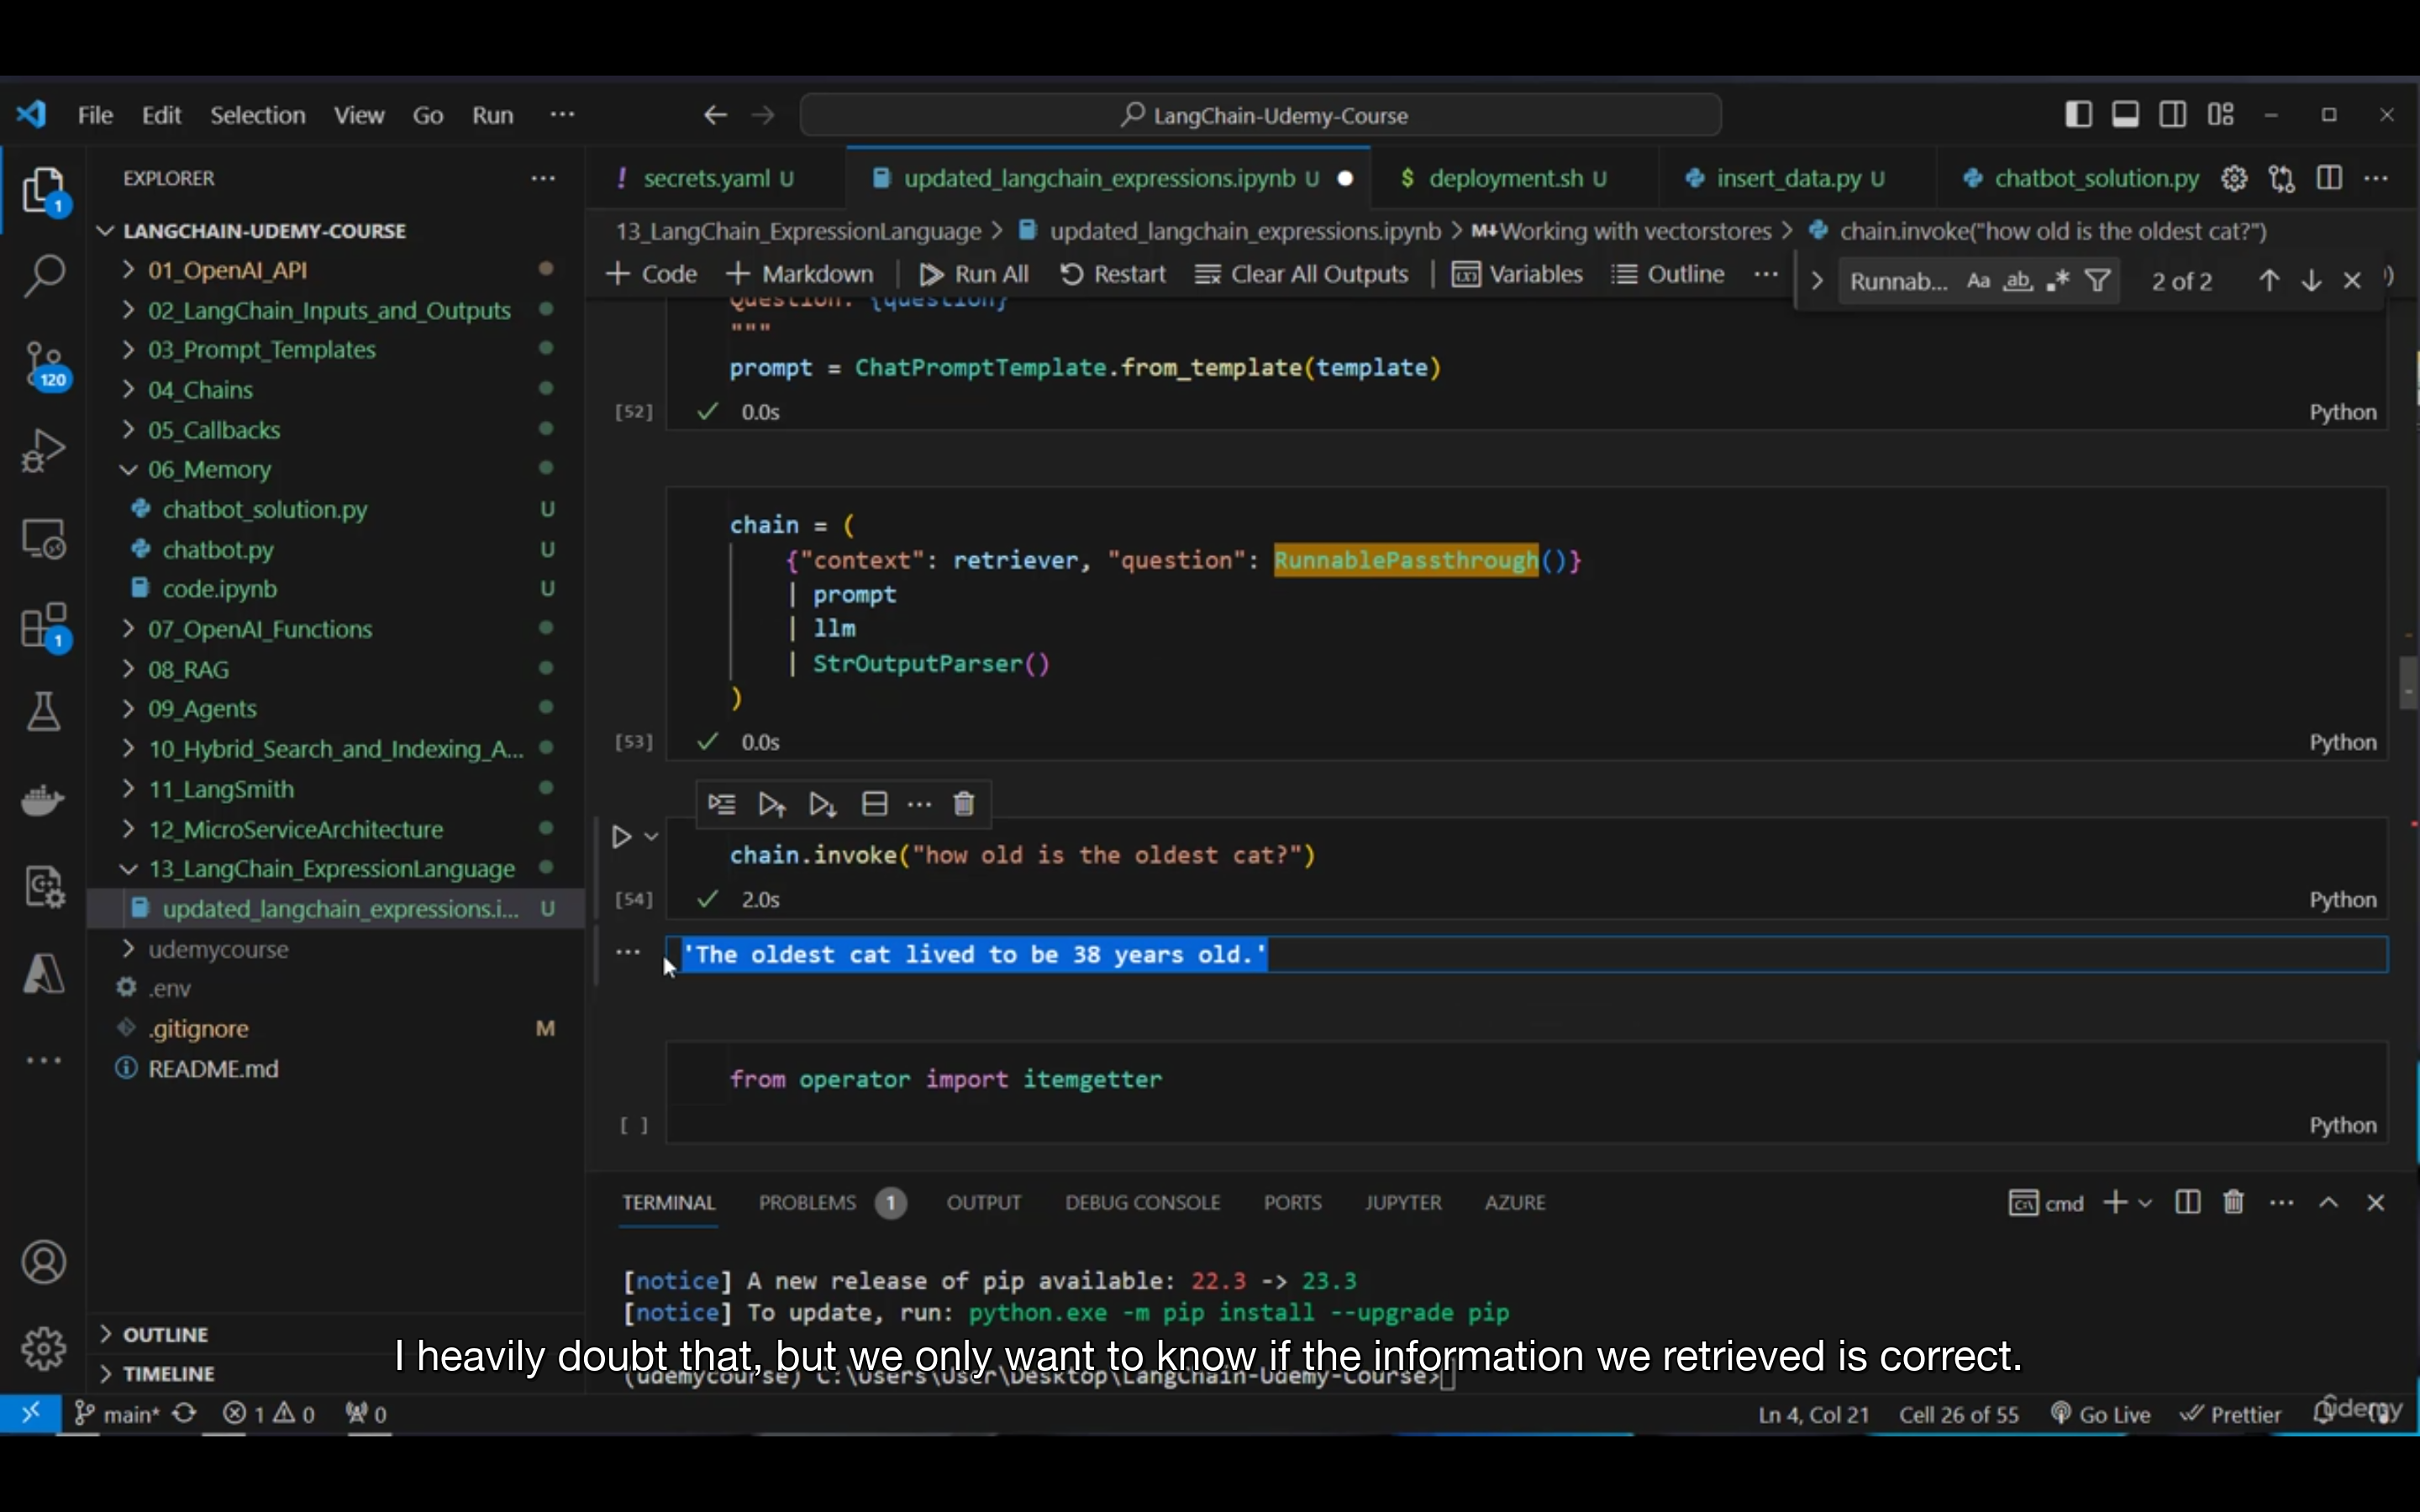 File Edit Selection View Go Run ···
LangChain-Udemy-Course
EXPLORER
LANGCHAIN-UDEMY-COURSE
01_OpenAI_API
02_LangChain_Inputs_and_Outputs
03_Prompt_Templates
04_Chains
05_Callbacks
06_Memory
chatbot_solution.py U
chatbot.py U
code.ipynb U
07_OpenAI_Functions
08_RAG
09_Agents
10_Hybrid_Search_and_Indexing_A...
11_LangSmith
12_MicroServiceArchitecture
13_LangChain_ExpressionLanguage
updated_langchain_expressions.i... U
udemycourse
.env
.gitignore M
README.md
OUTLINE
TIMELINE
1
120
1
! secrets.yaml U
updated_langchain_expressions.ipynb U
$ deployment.sh U
insert_data.py U
chatbot_solution.py
13_LangChain_ExpressionLanguage > updated_langchain_expressions.ipynb > M↓Working with vectorstores > chain.invoke("how old is the oldest cat?")
+ Code + Markdown Run All Restart Clear All Outputs Variables Outline ···
Runnab... Aa ab .* 2 of 2
Question: {question}
"""
prompt = ChatPromptTemplate.from_template(template)
[52] 0.0s Python
chain = (
{"context": retriever, "question": RunnablePassthrough()}
| prompt
| llm
| StrOutputParser()
)
[53] 0.0s Python
chain.invoke("how old is the oldest cat?")
[54] 2.0s Python
'The oldest cat lived to be 38 years old.'
from operator import itemgetter
[ ] Python
TERMINAL PROBLEMS 1 OUTPUT DEBUG CONSOLE PORTS JUPYTER AZURE
cmd
[notice] A new release of pip available: 22.3 -> 23.3
[notice] To update, run: python.exe -m pip install --upgrade pip
I heavily doubt that, but we only want to know if the information we retrieved is correct.
(udemycourse) C:\Users\User\Desktop\LangChain-Udemy-Course>
main* 1 0 0
Ln 4, Col 21 Cell 26 of 55 Go Live Prettier
udemy